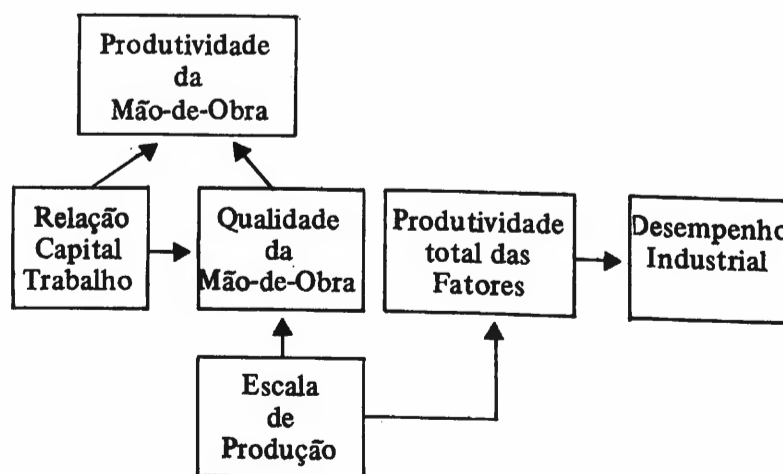 Produtividade
da
Mão-de-Obra
Relação
Capital
Trabalho
Qualidade
da
Mão-de-Obra
Produtividade
total das
Fatores
Desempenho
Industrial
Escala
de
Produção